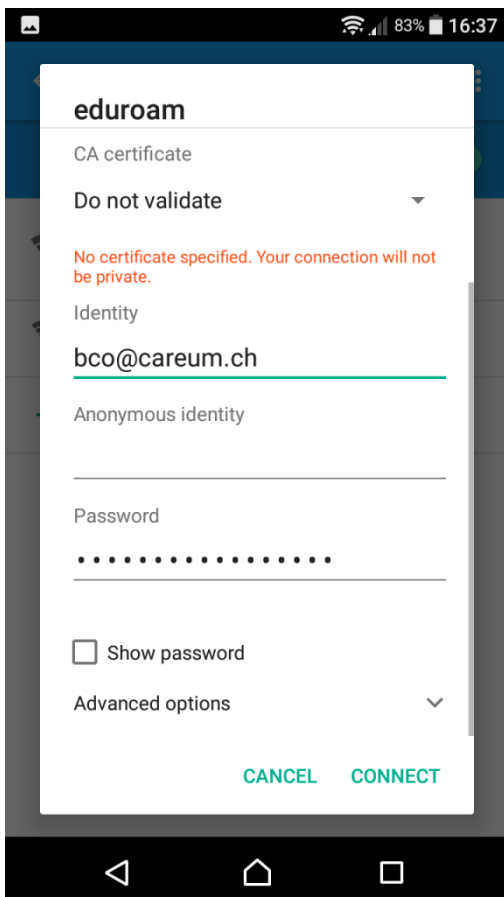 83% 16:37
eduroam
CA certificate
Do not validate
No certificate specified. Your connection will not
be private.
Identity
bco@careum.ch
Anonymous identity
Password
•••••••••••••••••
Show password
Advanced options
CANCEL CONNECT